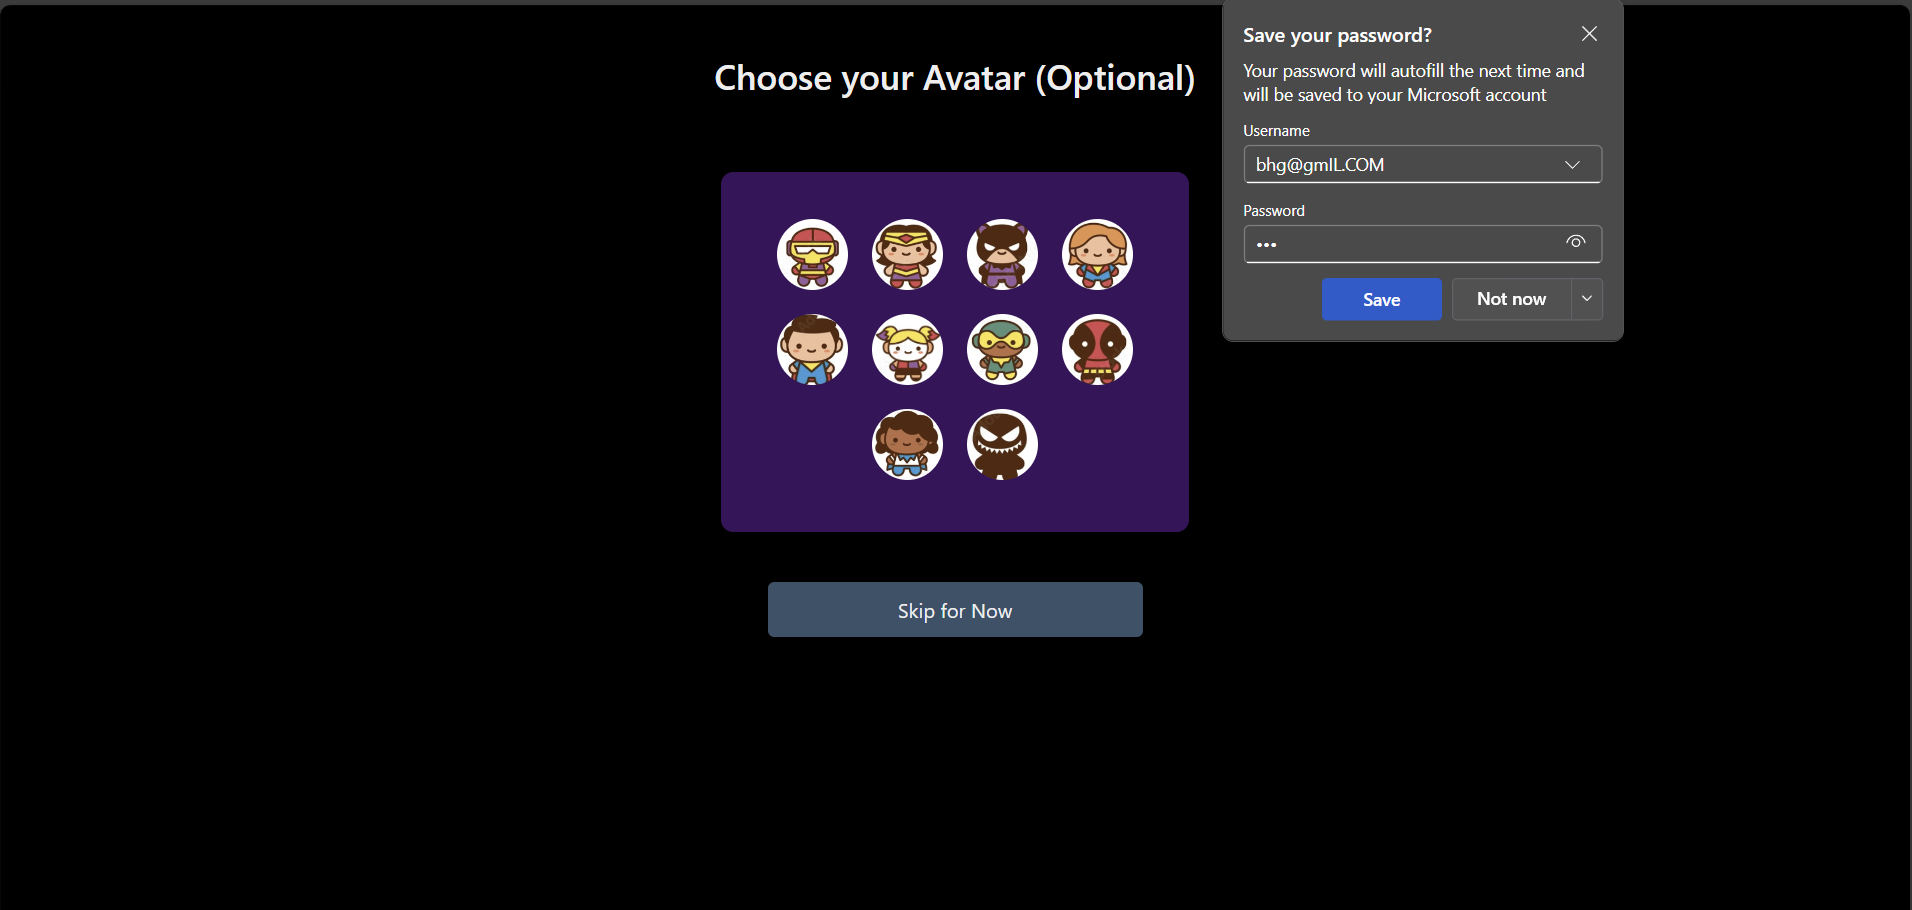 Choose your Avatar (Optional)
Skip for Now
Save your password?
Your password will autofill the next time and
will be saved to your Microsoft account
Username
bhg@gmIL.COM
Password
•••
Save
Not now